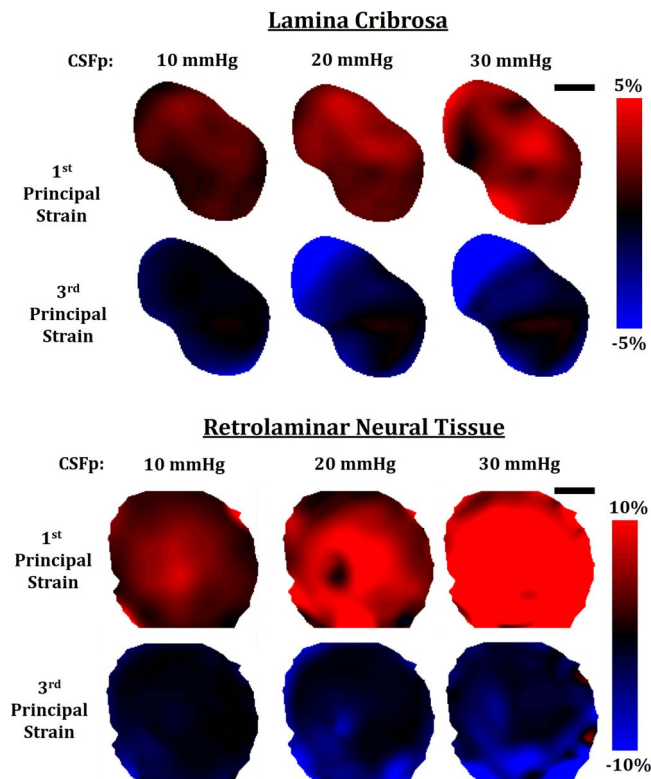 Lamina Cribrosa
CSFp: 10 mmHg 20 mmHg 30 mmHg
5%
1st
Principal
Strain
3rd
Principal
Strain
-5%
Retrolaminar Neural Tissue
CSFp: 10 mmHg 20 mmHg 30 mmHg
10%
1st
Principal
Strain
3rd
Principal
Strain
-10%